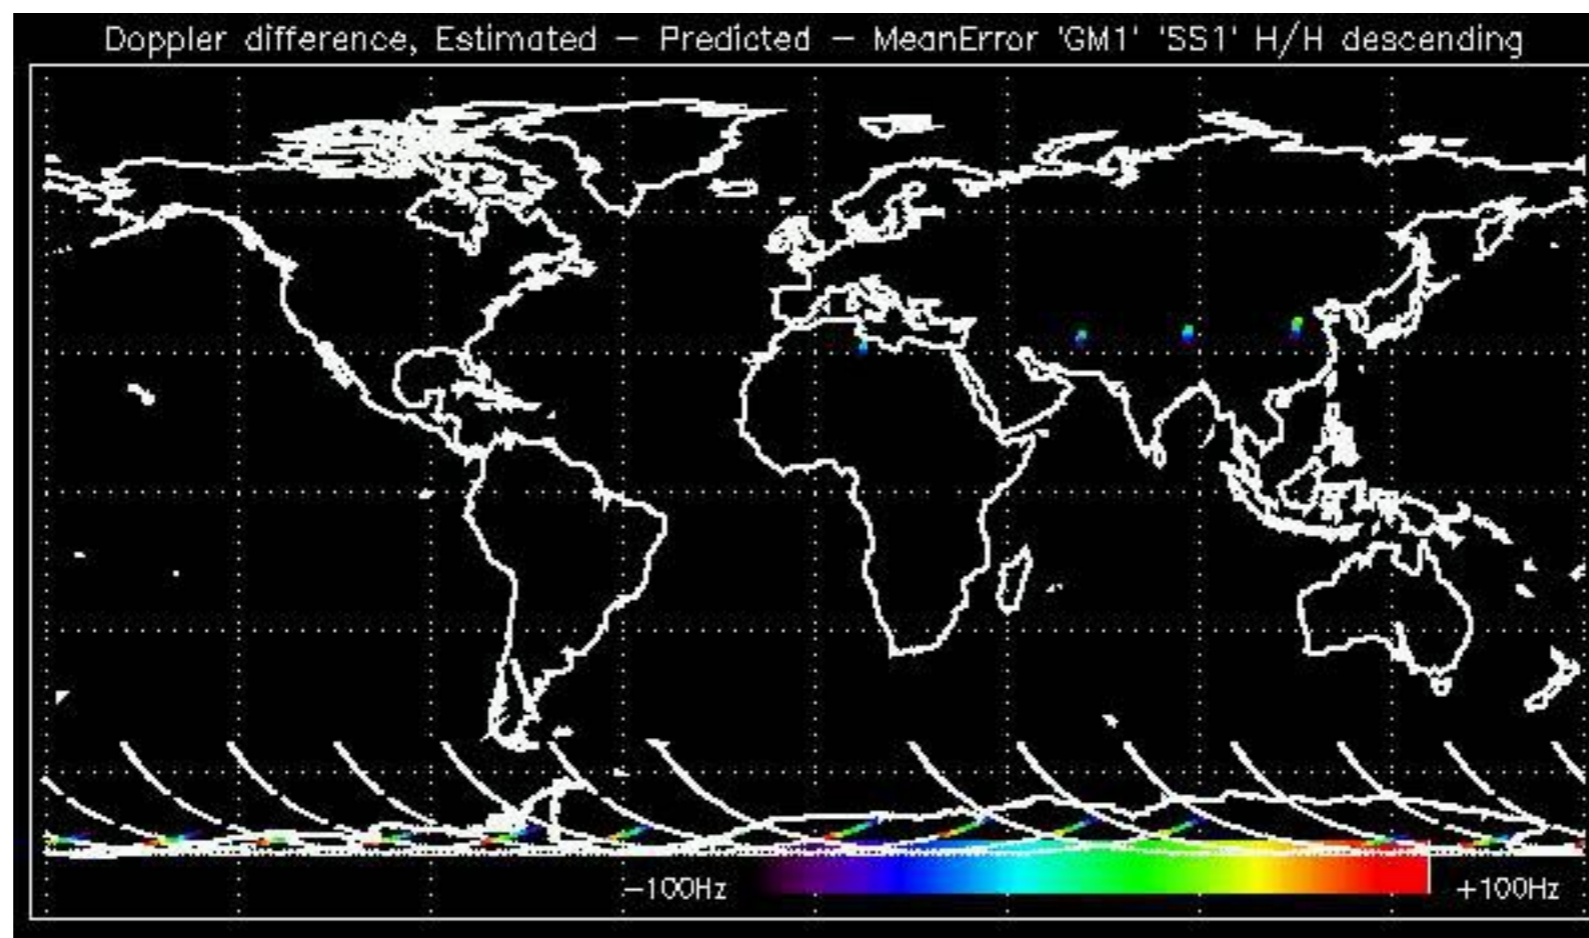 Doppler difference, Estimated – Predicted – MeanError 'GM1' 'SS1' H/H descending
–100Hz
+100Hz